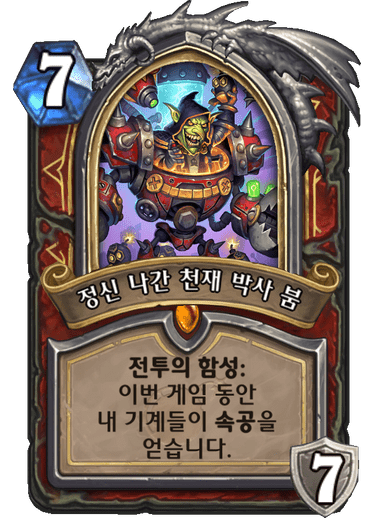 7
정신 나간 천재 박사 붐
전투의 함성:
이번 게임 동안
내 기계들이 속공을
얻습니다.
7